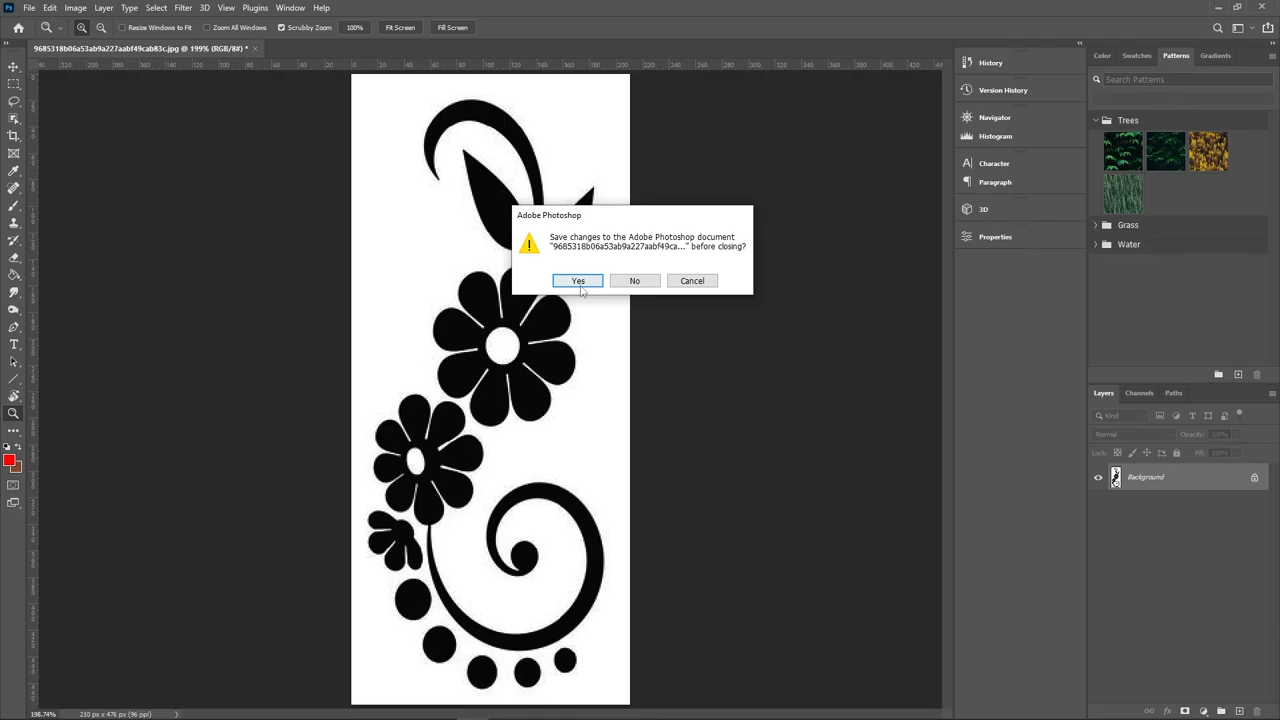 Ps File Edit Image Layer Type Select Filter 3D View Plugins Window Help
Resize Windows to Fit Zoom All Windows Scrubby Zoom 100% Fit Screen Fill Screen
9685318b06a53ab9a227aabf49cab83c.jpg @ 199% (RGB/8#) * ×
Adobe Photoshop
Save changes to the Adobe Photoshop document
"9685318b06a53ab9a227aabf49ca..." before closing?
Yes No Cancel
History
Version History
Navigator
Histogram
Character
Paragraph
3D
Properties
Color Swatches Patterns Gradients
Search Patterns
Trees
Grass
Water
Layers Channels Paths
Kind
Normal Opacity: 100%
Lock: Fill: 100%
Background
198.74% 210 px x 476 px (96 ppi)